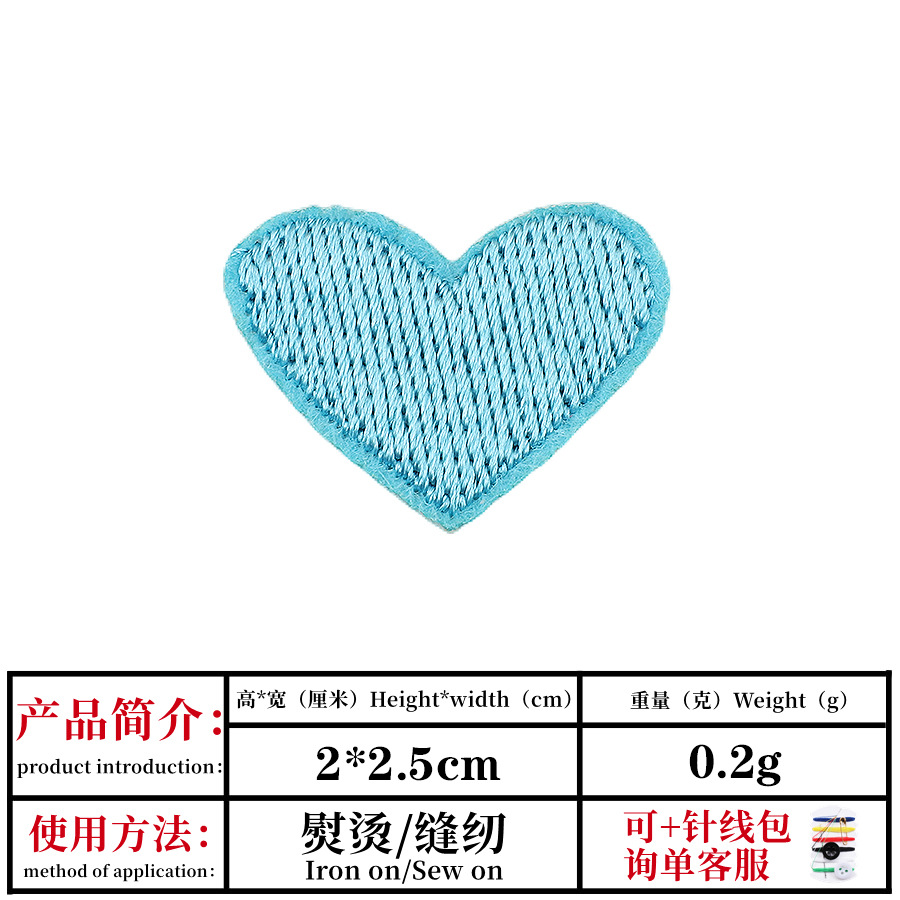 产品简介：
product introduction:
高*宽（厘米）Height*width（cm）
重量（克）Weight（g）
2*2.5cm
0.2g
使用方法：
method of application:
熨烫/缝纫
Iron on/Sew on
可+针线包
询单客服